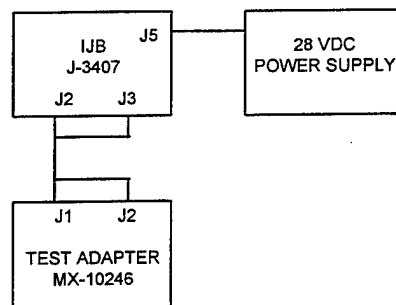 IJB
J-3407
J5
J2 J3
28 VDC
POWER SUPPLY
J1 J2
TEST ADAPTER
MX-10246